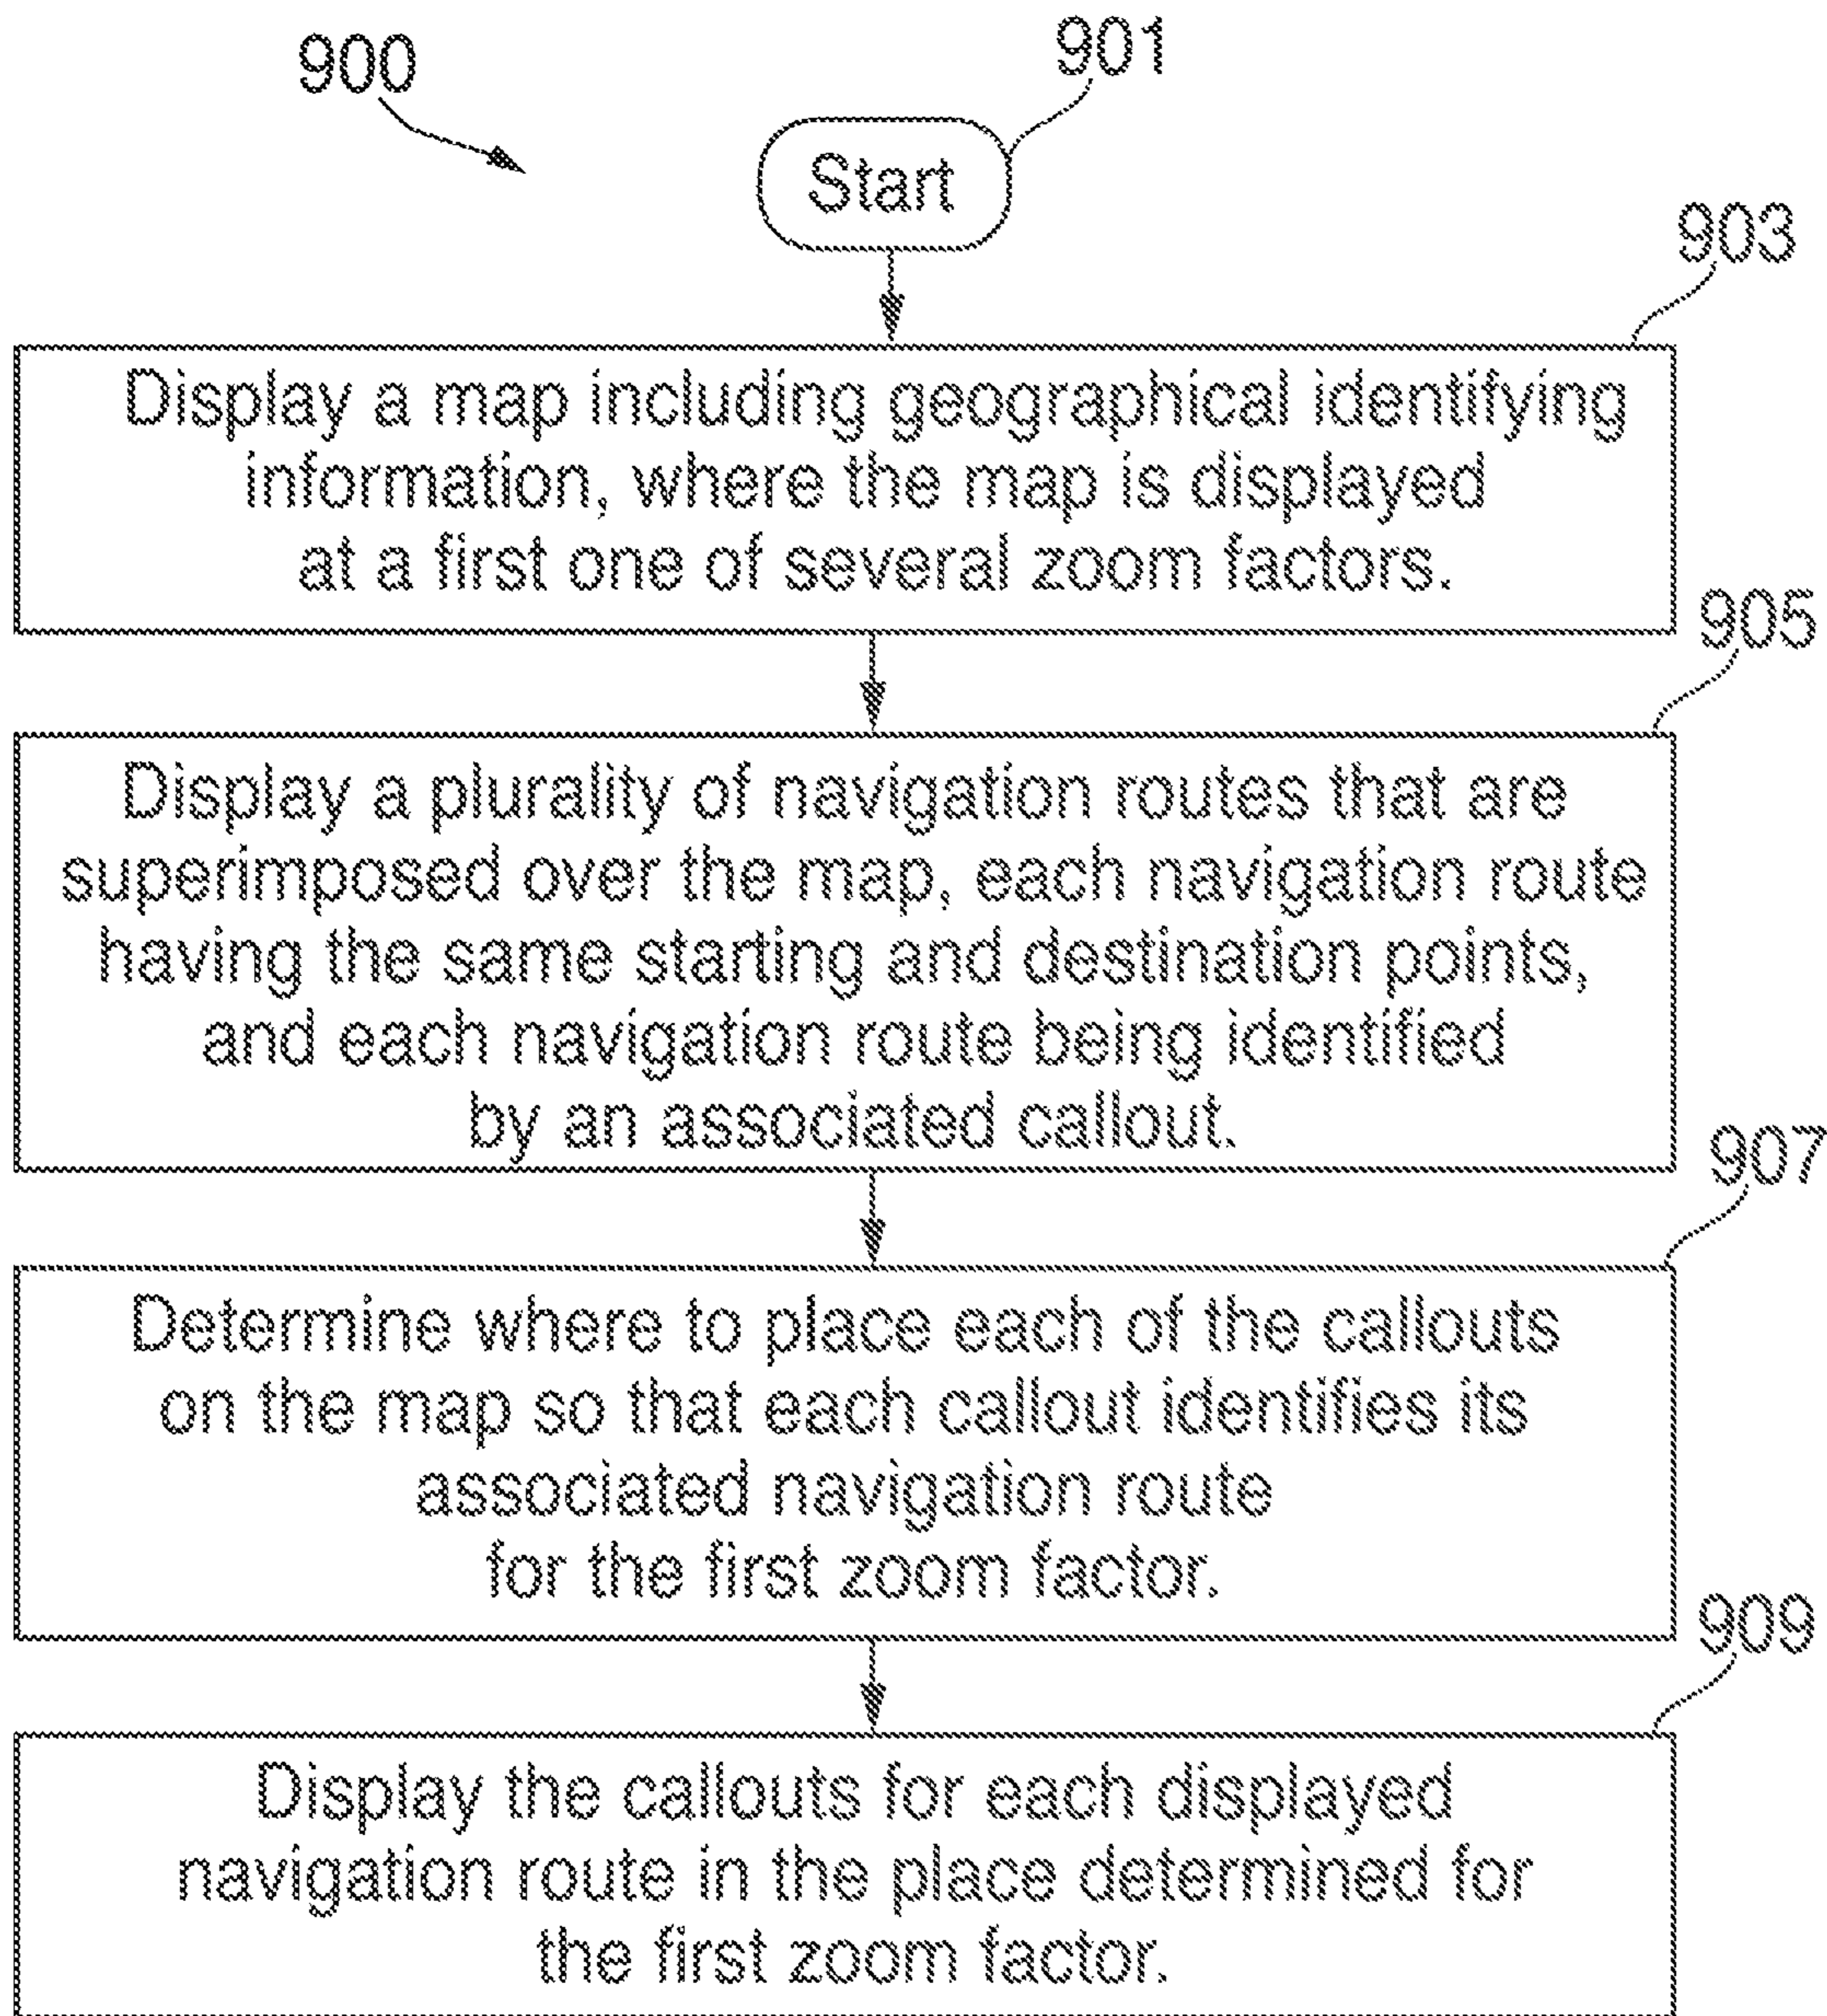 900
901
Start
903
Display a map including geographical identifying
information, where the map is displayed
at a first one of several zoom factors.
905
Display a plurality of navigation routes that are
superimposed over the map, each navigation route
having the same starting and destination points,
and each navigation route being identified
by an associated callout.
907
Determine where to place each of the callouts
on the map so that each callout identifies its
associated navigation route
for the first zoom factor.
909
Display the callouts for each displayed
navigation route in the place determined for
the first zoom factor.